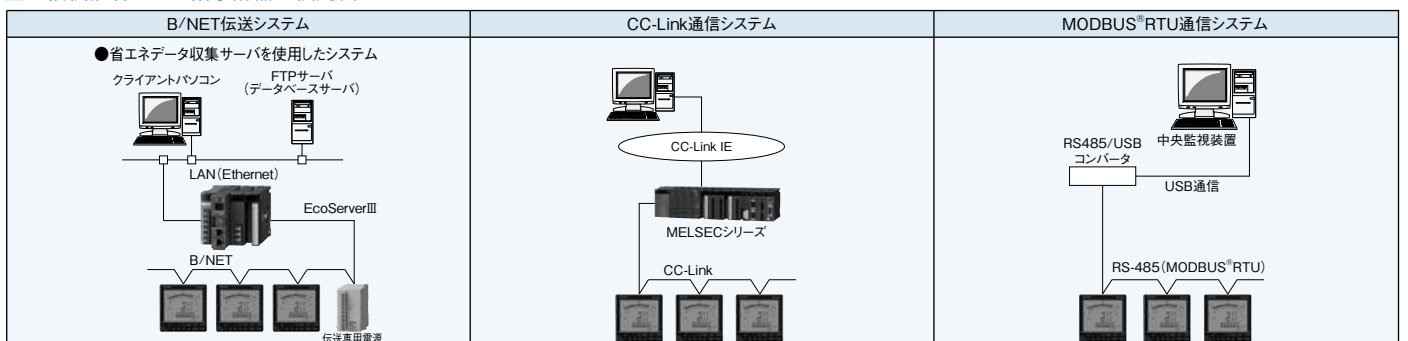 B/NET伝送システム
CC-Link通信システム
MODBUS®RTU通信システム
●省エネデータ収集サーバを使用したシステム
クライアントパソコン
FTPサーバ
(データベースサーバ)
LAN(Ethernet)
EcoServerⅢ
B/NET
伝送専用電源
CC-Link IE
MELSECシリーズ
CC-Link
中央監視装置
RS485/USB
コンバータ
USB通信
RS-485(MODBUS®RTU)